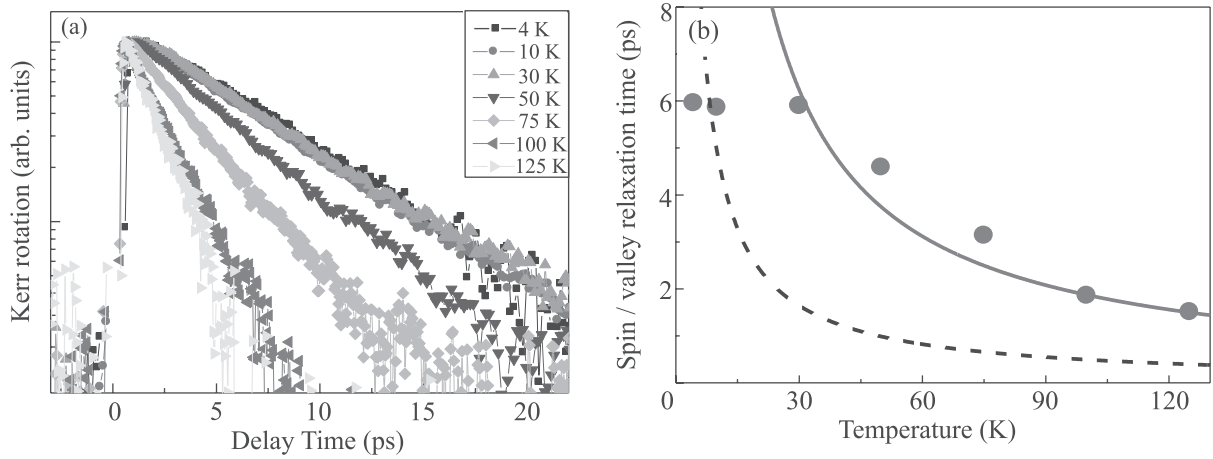 (a)
4 K
10 K
30 K
50 K
75 K
100 K
125 K
Kerr rotation (arb. units)
0 5 10 15 20
Delay Time (ps)
(b)
8
6
4
2
0 30 60 90 120
Spin / valley relaxation time (ps)
Temperature (K)